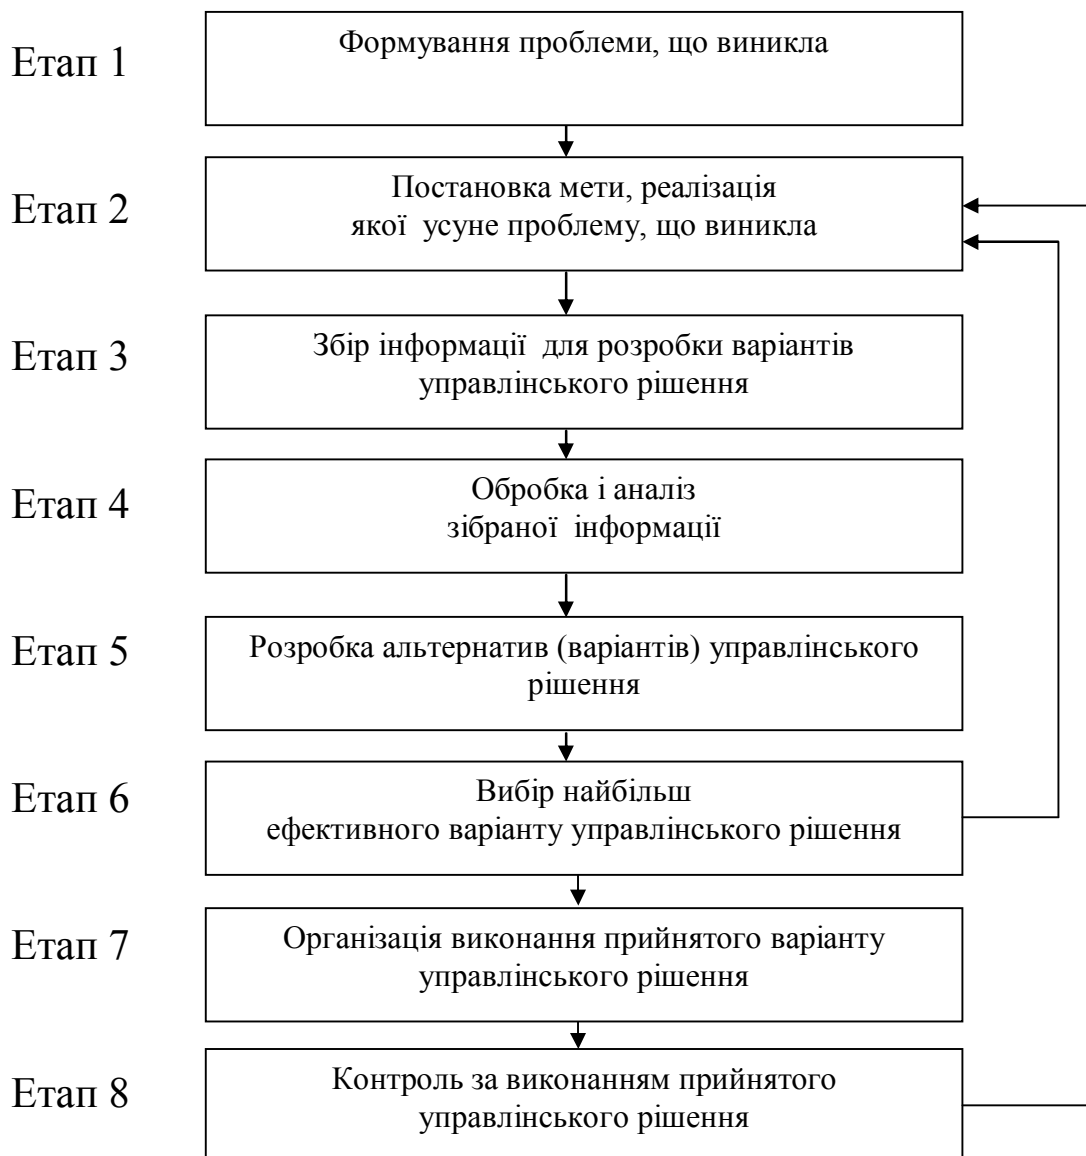 Етап 1
Формування проблеми, що виникла
Етап 2
Постановка мети, реалізація
якої усуне проблему, що виникла
Етап 3
Збір інформації для розробки варіантів
управлінського рішення
Етап 4
Обробка і аналіз
зібраної інформації
Етап 5
Розробка альтернатив (варіантів) управлінського
рішення
Етап 6
Вибір найбільш
ефективного варіанту управлінського рішення
Етап 7
Організація виконання прийнятого варіанту
управлінського рішення
Етап 8
Контроль за виконанням прийнятого
управлінського рішення